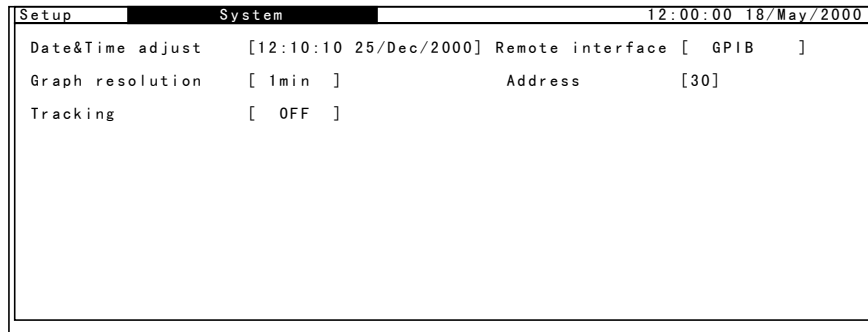 Setup System 12:00:00 18/May/2000
Date&Time adjust [12:10:10 25/Dec/2000] Remote interface [ GPIB ]
Graph resolution [ 1min ] Address [30]
Tracking [ OFF ]